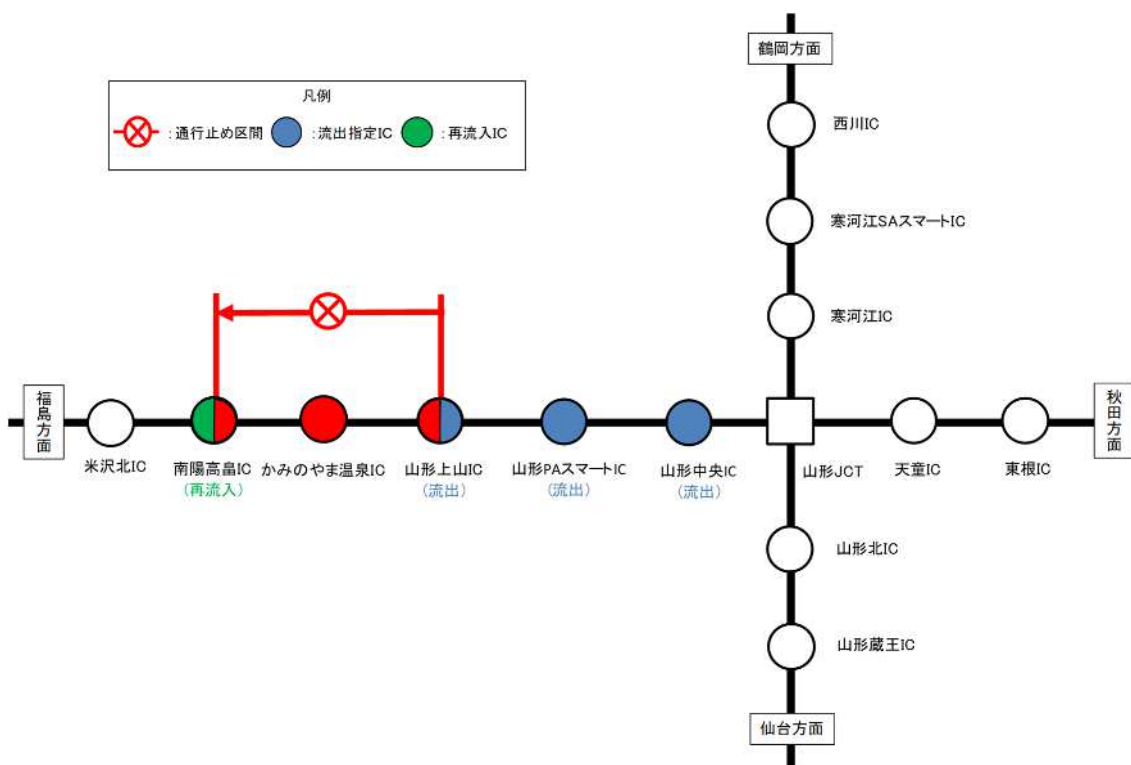 鶴岡方面
凡例
:通行止め区間
:流出指定IC
:再流入IC
西川IC
寒河江SAスマートIC
寒河江IC
福島方面
秋田方面
米沢北IC
南陽高畠IC
(再流入)
かみのやま温泉IC
山形上山IC
(流出)
山形PAスマートIC
(流出)
山形中央IC
(流出)
山形JCT
天童IC
東根IC
山形北IC
山形蔵王IC
仙台方面